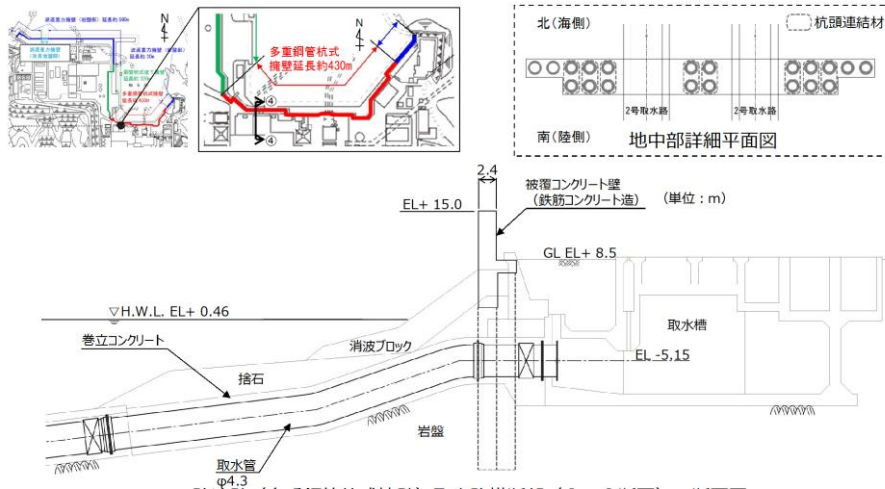 N
多重鋼管杭式
擁壁延長約430m
④
④
北(海側)
杭頭連結材
2号取水路
2号取水路
南(陸側)
地中部詳細平面図
2.4
被覆コンクリート壁
(鉄筋コンクリート造)
(単位:m)
EL+ 15.0
GL EL+ 8.5
▽H.W.L. EL+ 0.46
巻立コンクリート
消波ブロック
取水槽
捨石
EL -5.15
岩盤
取水管
φ4.3